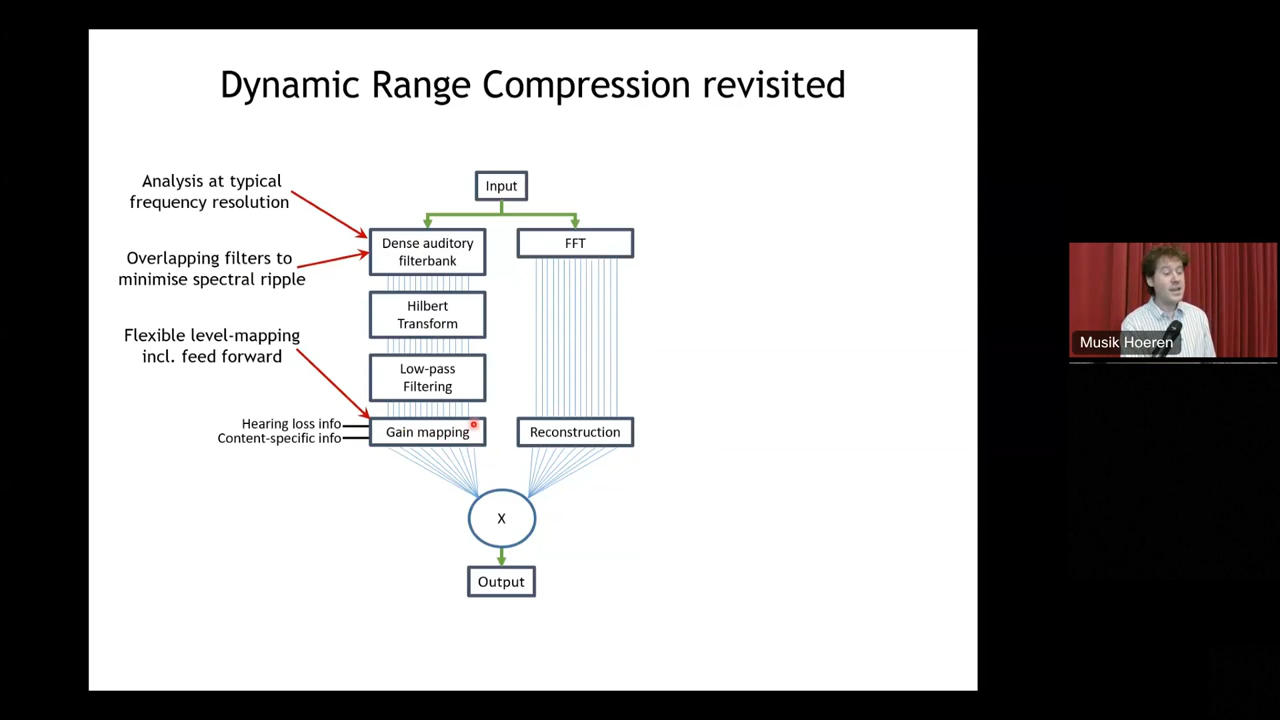 Dynamic Range Compression revisited
Analysis at typical
frequency resolution
Overlapping filters to
minimise spectral ripple
Flexible level-mapping
incl. feed forward
Hearing loss info
Content-specific info
Input
Dense auditory
filterbank
FFT
Hilbert
Transform
Low-pass
Filtering
Gain mapping
Reconstruction
X
Output
Musik Hoeren